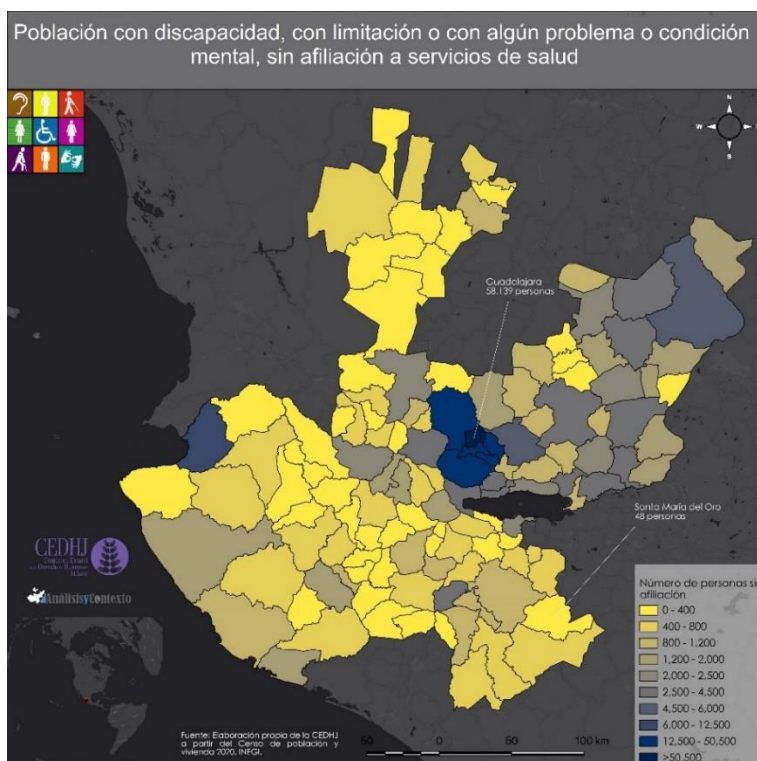 Población con discapacidad, con limitación o con algún problema o condición
mental, sin afiliación a servicios de salud
N
W
S
Guadalajara
58,139 personas
Santa María del Oro
48 personas
CEDHJ
AnálisisyContexto
Número de personas sin
afiliación
0 - 400
400 - 800
800 - 1,200
1,200 - 2,000
2,000 - 2,500
2,500 - 4,500
4,500 - 6,000
6,000 - 12,500
12,500 - 50,500
>50,500
Fuente: Elaboración propia de la CEDHJ
a partir del Censo de población y
vivienda 2020, INEGI.
50 0 50 100 km